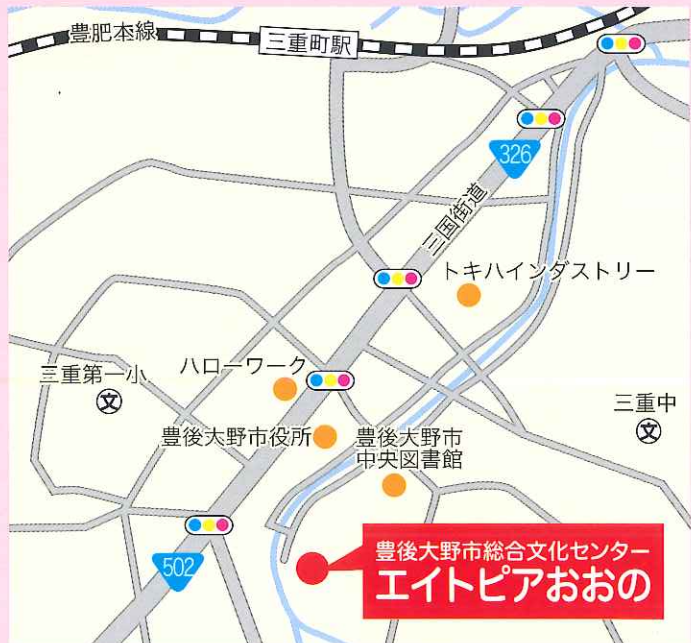 豊肥本線
三重町駅
326
三国街道
トキハインダストリー
ハローワーク
三重第一小
文
三重中
文
豊後大野市役所
豊後大野市
中央図書館
豊後大野市総合文化センター
エイトピアおおの
502